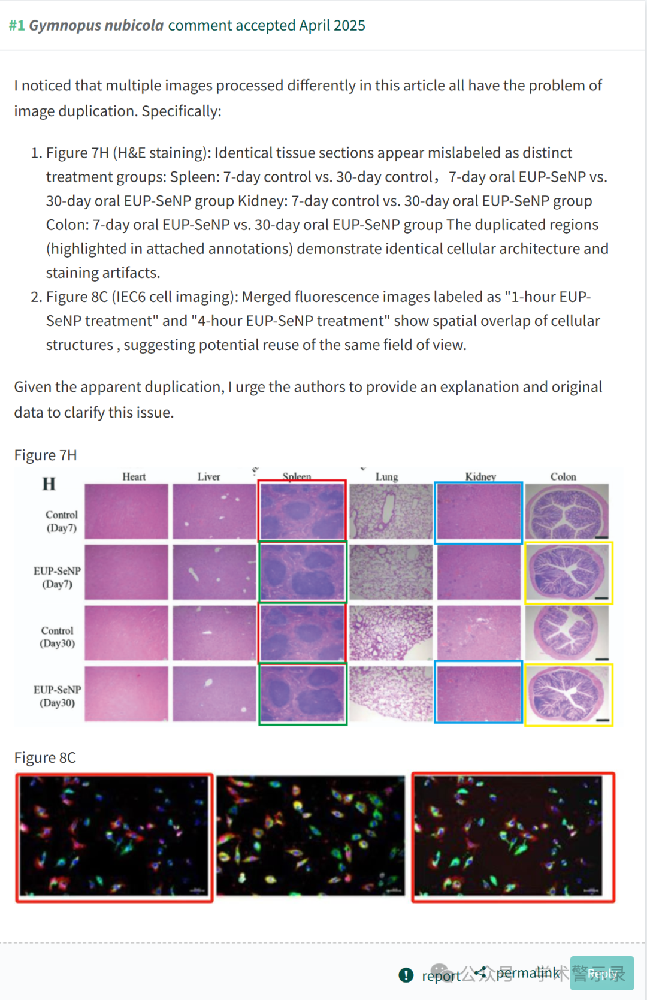 #1 Gymnopus nubicola comment accepted April 2025
I noticed that multiple images processed differently in this article all have the problem of
image duplication. Specifically:
1. Figure 7H (H&E staining): Identical tissue sections appear mislabeled as distinct
treatment groups: Spleen: 7-day control vs. 30-day control，7-day oral EUP-SeNP vs.
30-day oral EUP-SeNP group Kidney: 7-day control vs. 30-day oral EUP-SeNP group
Colon: 7-day oral EUP-SeNP vs. 30-day oral EUP-SeNP group The duplicated regions
(highlighted in attached annotations) demonstrate identical cellular architecture and
staining artifacts.
2. Figure 8C (IEC6 cell imaging): Merged fluorescence images labeled as "1-hour EUP-
SeNP treatment" and "4-hour EUP-SeNP treatment" show spatial overlap of cellular
structures , suggesting potential reuse of the same field of view.
Given the apparent duplication, I urge the authors to provide an explanation and original
data to clarify this issue.
Figure 7H
H
Heart Liver Spleen Lung Kidney Colon
Control
(Day7)
EUP-SeNP
(Day7)
Control
(Day30)
EUP-SeNP
(Day30)
Figure 8C
report permalink Reply
公众号 · 学术警示录